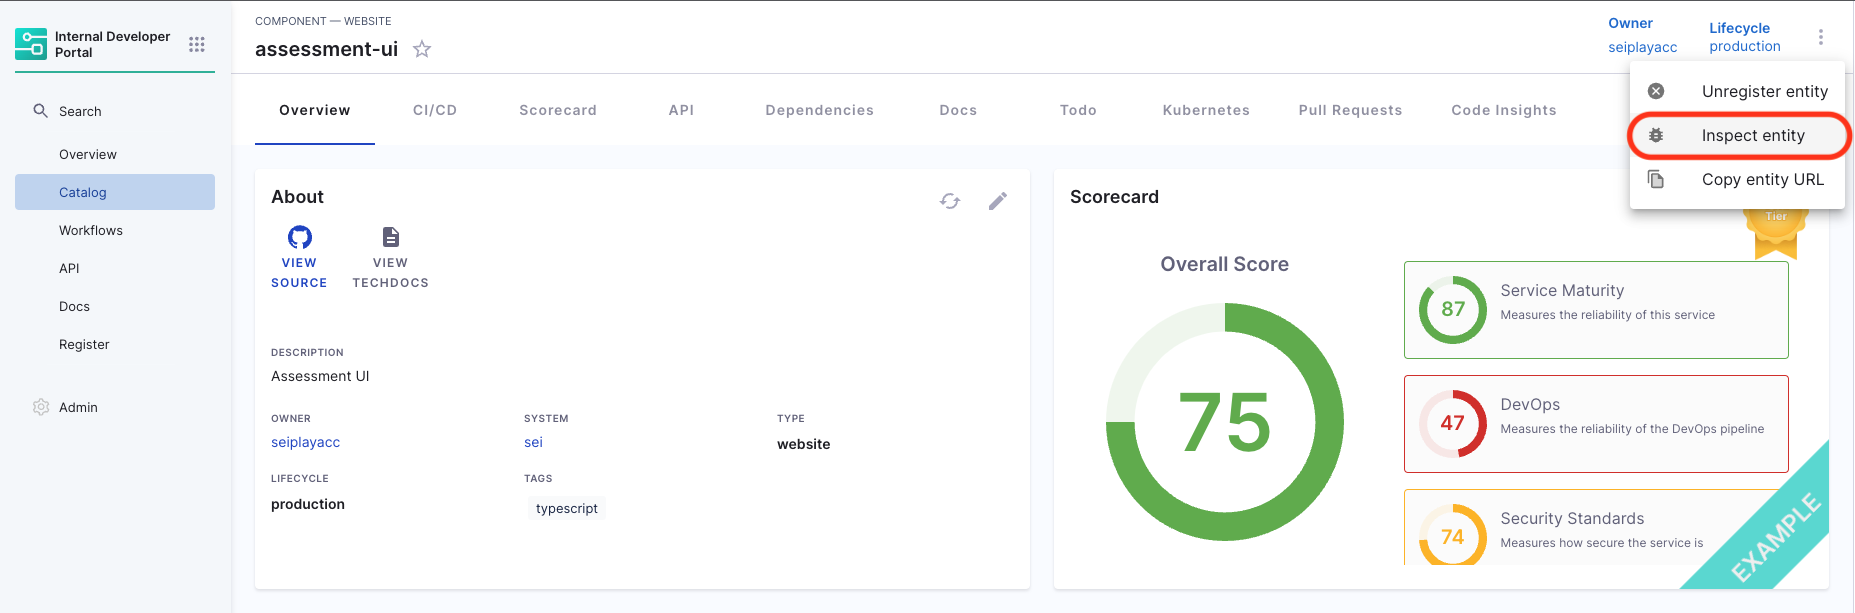 Internal Developer
Portal
Search
Overview
Catalog
Workflows
API
Docs
Register
Admin
COMPONENT — WEBSITE
assessment-ui
Owner
seiplayacc
Lifecycle
production
Unregister entity
Inspect entity
Copy entity URL
Overview CI/CD Scorecard API Dependencies Docs Todo Kubernetes Pull Requests Code Insights
About
VIEW
SOURCE
VIEW
TECHDOCS
DESCRIPTION
Assessment UI
OWNER
seiplayacc
SYSTEM
sei
TYPE
website
LIFECYCLE
production
TAGS
typescript
Scorecard
Tier
Overall Score
75
87
Service Maturity
Measures the reliability of this service
47
DevOps
Measures the reliability of the DevOps pipeline
74
Security Standards
Measures how secure the service is
EXAMPLE